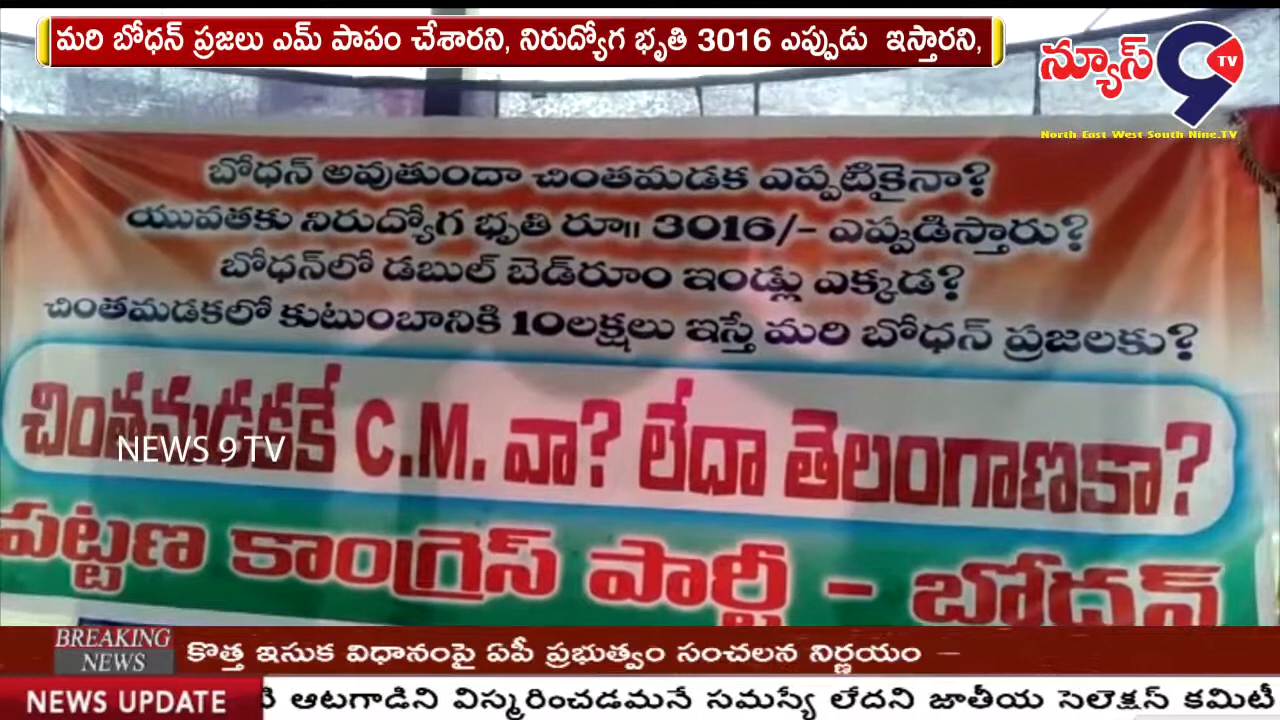 మరి బోధన్ ప్రజలు ఎమ్ పాపం చేశారని, నిరుద్యోగ భృతి 3016 ఎప్పుడు ఇస్తారని,
న్యూస్ 9 TV
North East West South Nine.TV
బోధన్ అవుతుందా చింతమడక ఎప్పటికైనా?
యువతకు నిరుద్యోగ భృతి రూ|| 3016/- ఎప్పుడిస్తారు?
బోధన్‌లో డబుల్ బెడ్‌రూం ఇండ్లు ఎక్కడ?
చింతమడకలో కుటుంబానికి 10లక్షలు ఇస్తే మరి బోధన్ ప్రజలకు?
చింతమడకకే C.M. వా? లేదా తెలంగాణకా?
NEWS 9 TV
పట్టణ కాంగ్రెస్ పార్టీ - బోధన్
BREAKING NEWS
కొత్త ఇసుక విధానంపై ఏపీ ప్రభుత్వం సంచలన నిర్ణయం –
NEWS UPDATE
ఆటగాడిని విస్మరించడమనే సమస్యే లేదని జాతీయ సెలెక్షన్ కమిటీ